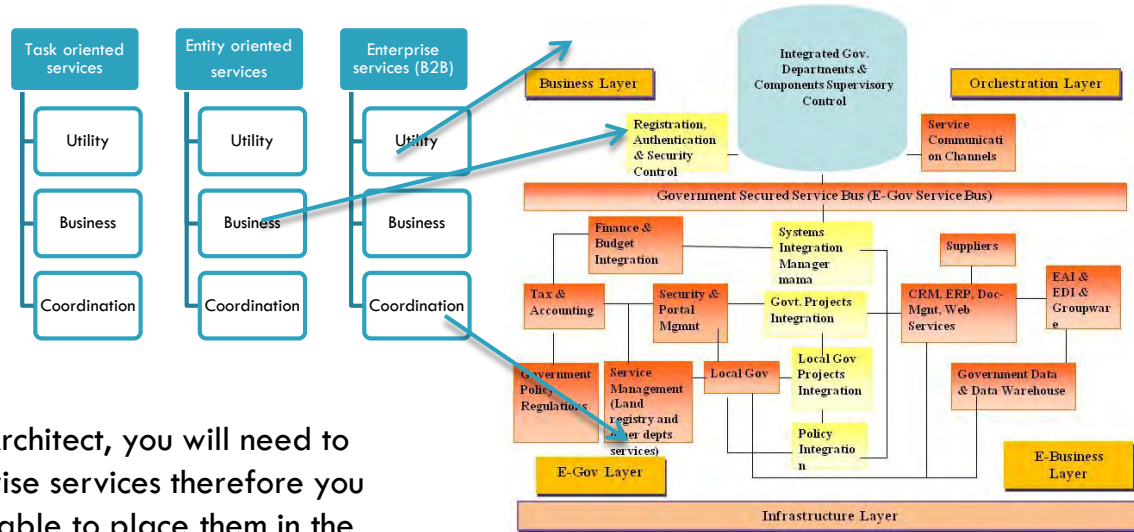 Task oriented
services
Utility
Business
Coordination
Entity oriented
services
Utility
Business
Coordination
Enterprise
services (B2B)
Utility
Business
Coordination
Integrated Gov.
Departments &
Components Supervisory
Control
Business Layer
Orchestration Layer
Registration,
Authentication
& Security
Control
Service
Communicati
on Channels
Government Secured Service Bus (E-Gov Service Bus)
Finance &
Budget
Integration
Systems
Integration
Manager
mama
Suppliers
Tax &
Accounting
Security &
Portal
Mgmnt
Govt. Projects
Integration
CRM, ERP, Doc-
Mgnt, Web
Services
EAI &
EDI &
Groupwar
e
Government
Policy
Regulations
Service
Management
(Land
registry and
other depts
services)
Local Gov
Local Gov
Projects
Integration
Government Data
& Data Warehouse
Policy
Integratio
n
E-Gov Layer
E-Business
Layer
Infrastructure Layer
Architect, you will need to
rise services therefore you
able to place them in the